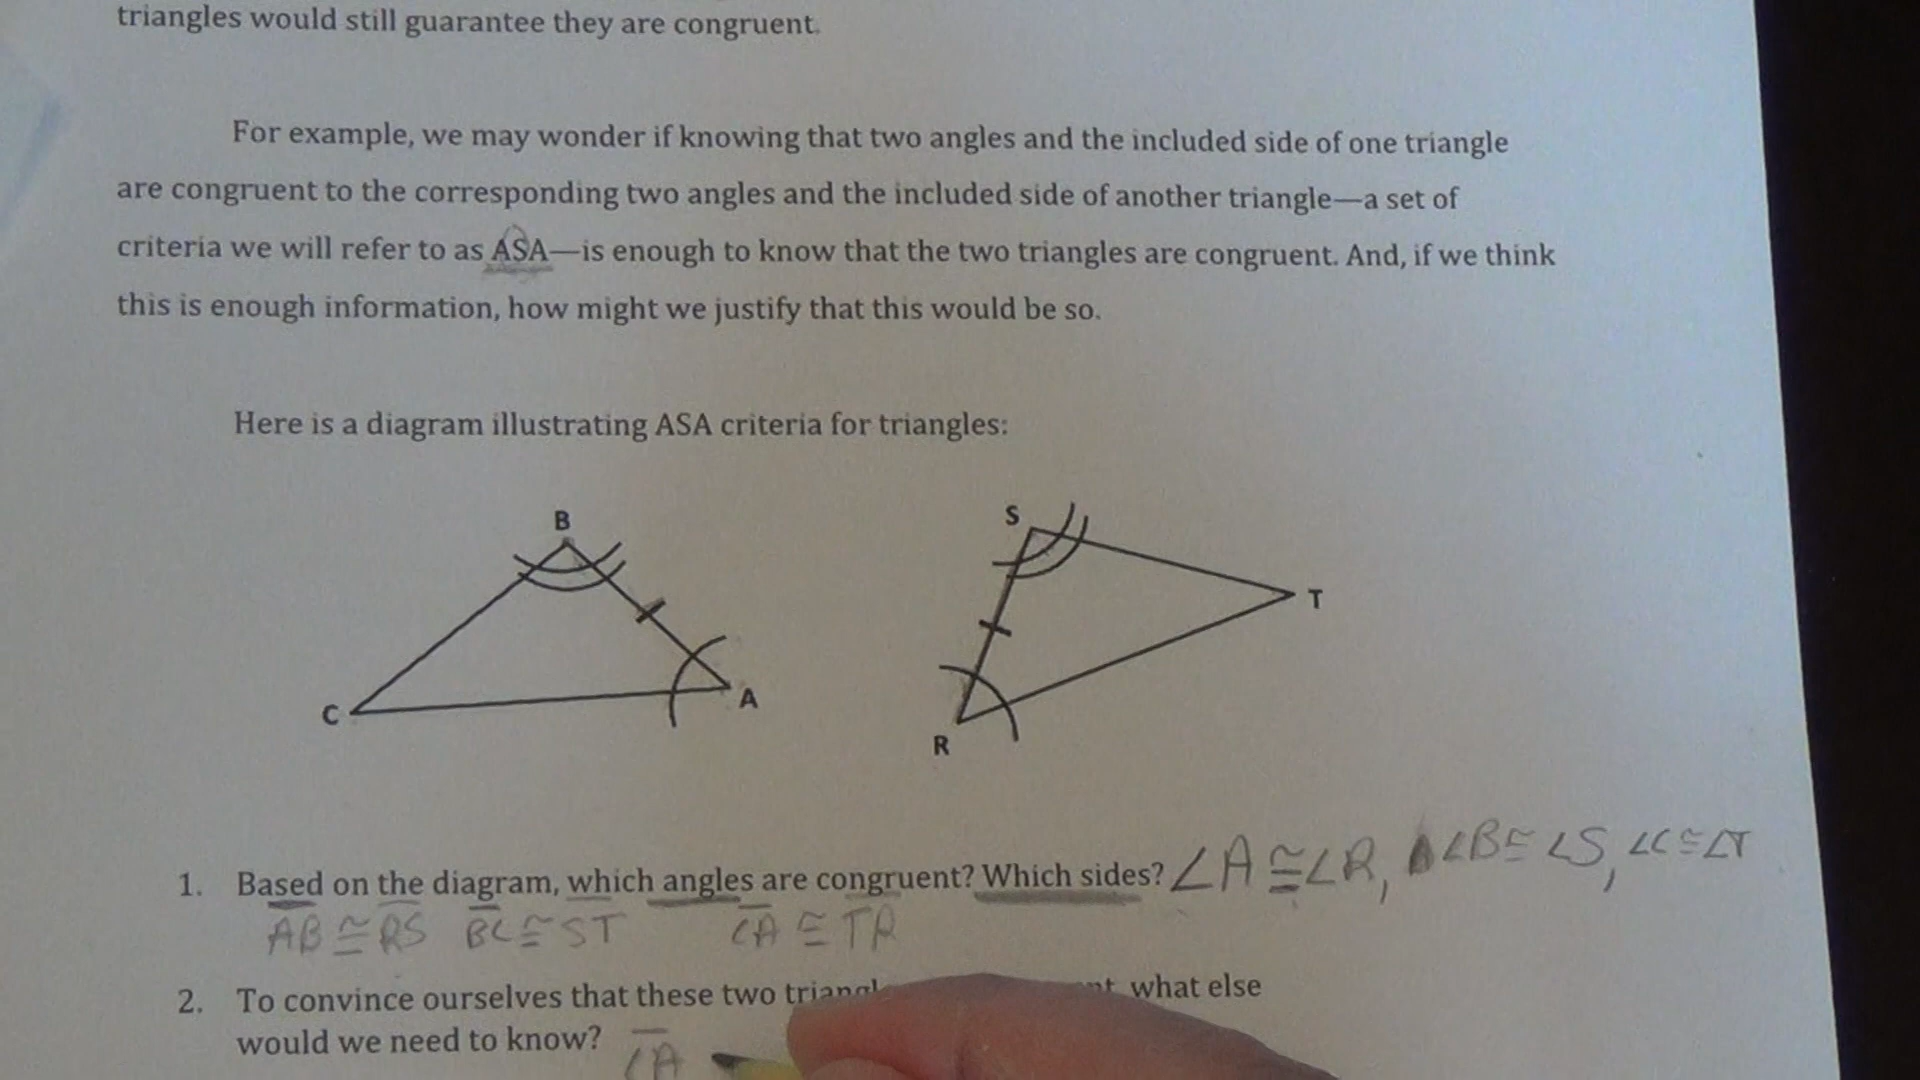 triangles would still guarantee they are congruent.
For example, we may wonder if knowing that two angles and the included side of one triangle
are congruent to the corresponding two angles and the included side of another triangle—a set of
criteria we will refer to as ASA—is enough to know that the two triangles are congruent. And, if we think
this is enough information, how might we justify that this would be so.
Here is a diagram illustrating ASA criteria for triangles:
B
C
A
S
T
R
1. Based on the diagram, which angles are congruent? Which sides? ∠A ≅ ∠R, ∠B ≅ ∠S, ∠C ≅ ∠T
AB ≅ RS BC ≅ ST CA ≅ TR
2. To convince ourselves that these two what else
would we need to know? CA